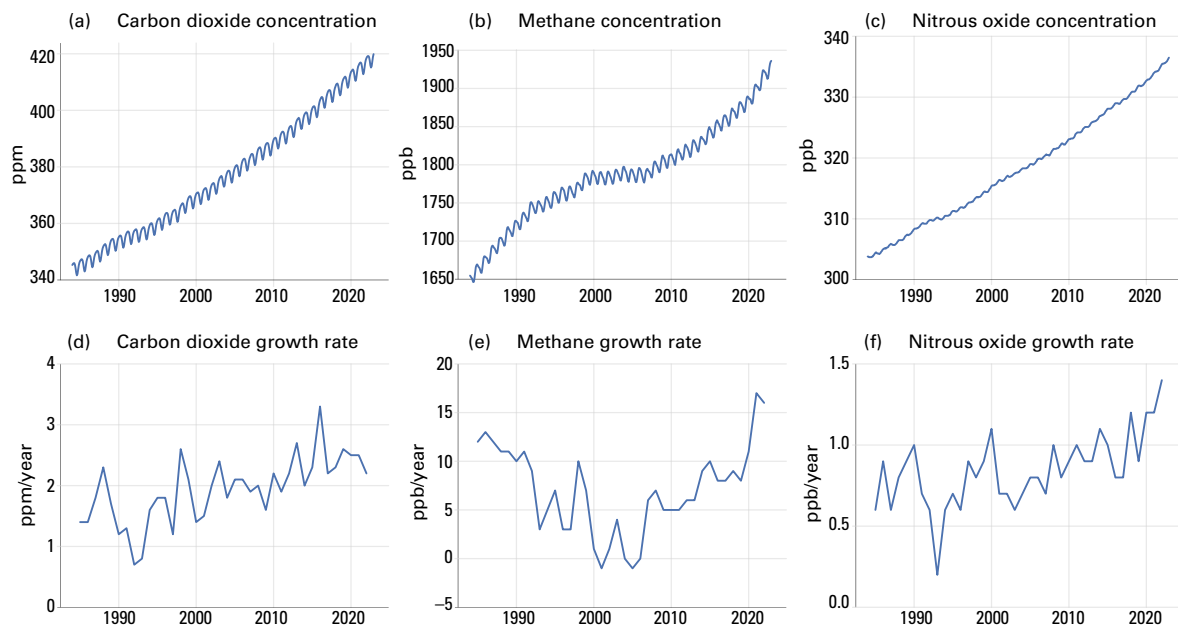 (a) Carbon dioxide concentration
420
400
380
360
340
ppm
1990 2000 2010 2020
(b) Methane concentration
1950
1900
1850
1800
1750
1700
1650
ppb
1990 2000 2010 2020
(c) Nitrous oxide concentration
340
330
320
310
300
ppb
1990 2000 2010 2020
(d) Carbon dioxide growth rate
4
3
2
1
0
ppm/year
1990 2000 2010 2020
(e) Methane growth rate
20
15
10
5
0
–5
ppb/year
1990 2000 2010 2020
(f) Nitrous oxide growth rate
1.5
1.0
0.5
0.0
ppb/year
1990 2000 2010 2020